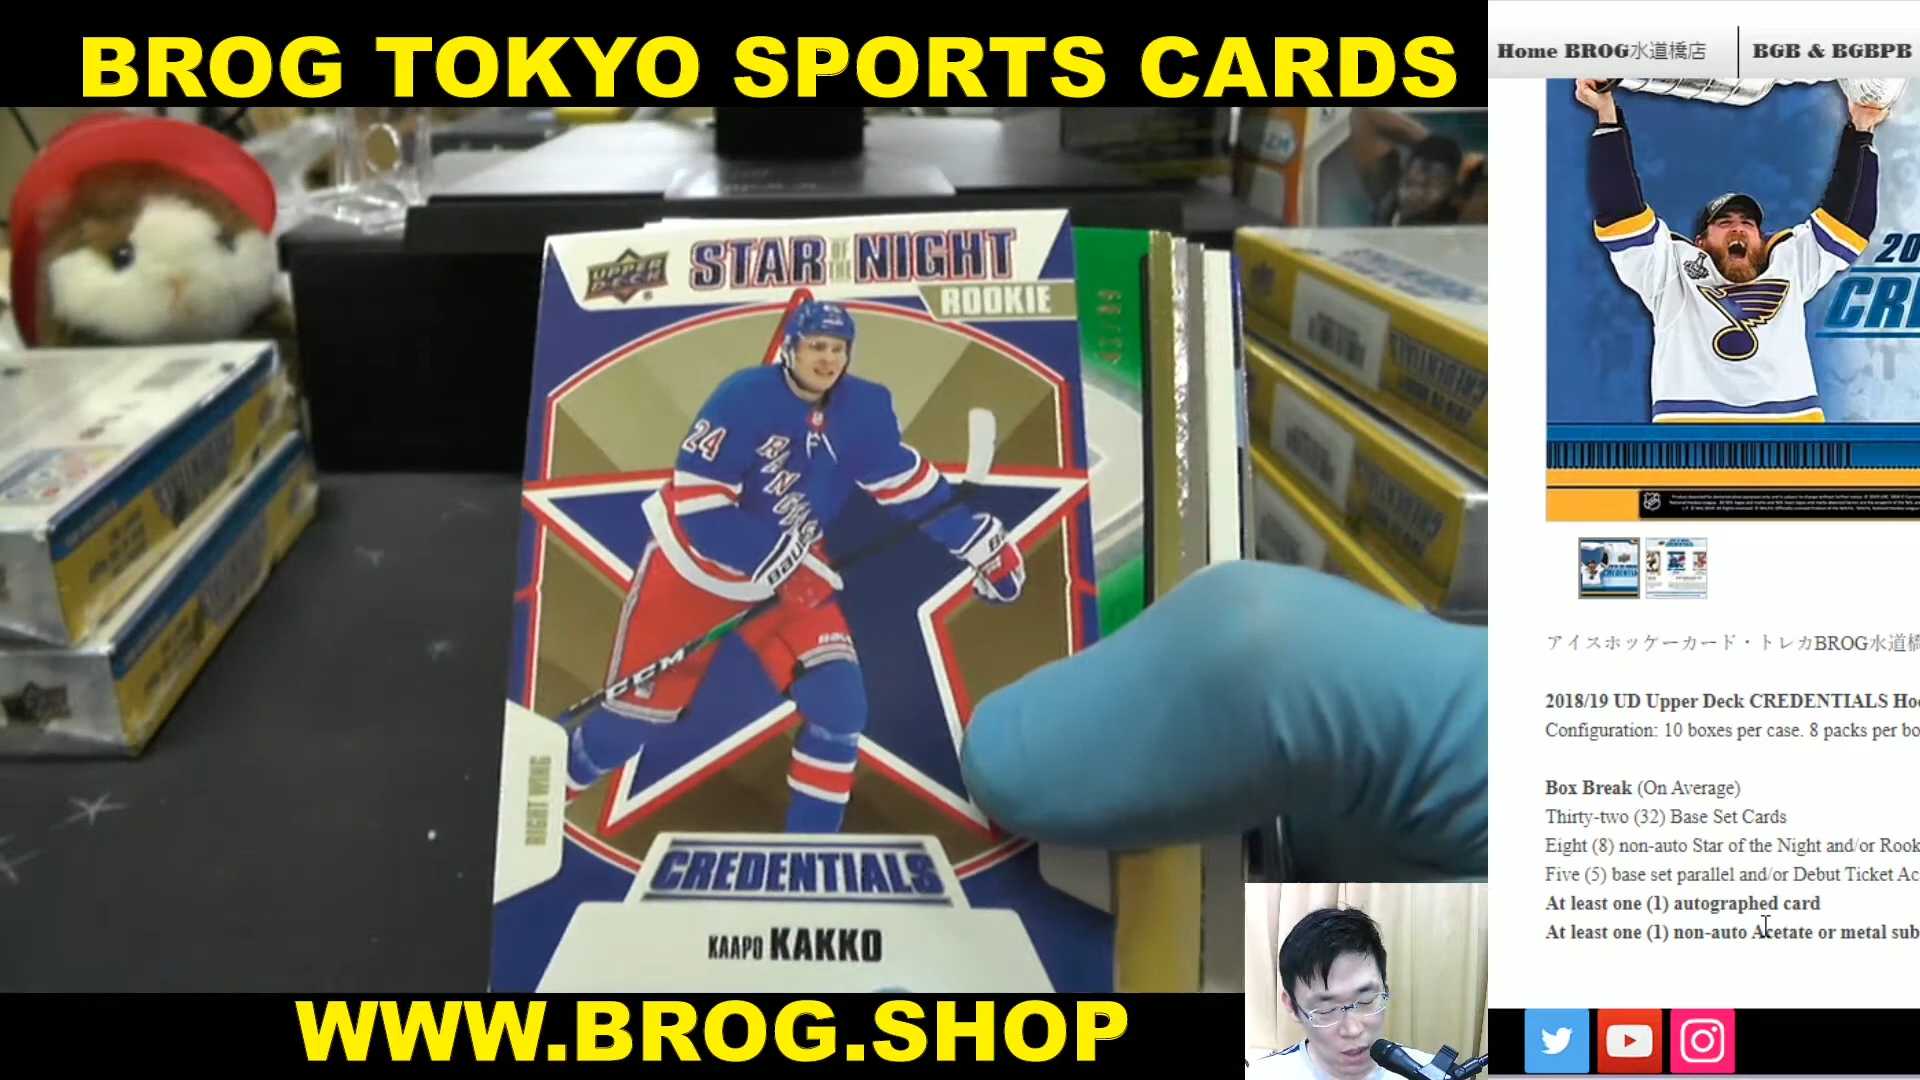 BROG TOKYO SPORTS CARDS
Home BROG水道橋店
BGB & BGBPB
UPPER DECK
STAR OF THE NIGHT
ROOKIE
24
RANGERS
BAUER
CCM
RIGHT WING
CREDENTIALS
KAAPO KAKKO
WWW.BROG.SHOP
20
CRE
アイスホッケーカード・トレカBROG水道橋
2018/19 UD Upper Deck CREDENTIALS Ho
Configuration: 10 boxes per case. 8 packs per bo
Box Break (On Average)
Thirty-two (32) Base Set Cards
Eight (8) non-auto Star of the Night and/or Rook
Five (5) base set parallel and/or Debut Ticket Ac
At least one (1) autographed card
At least one (1) non-auto Acetate or metal sub